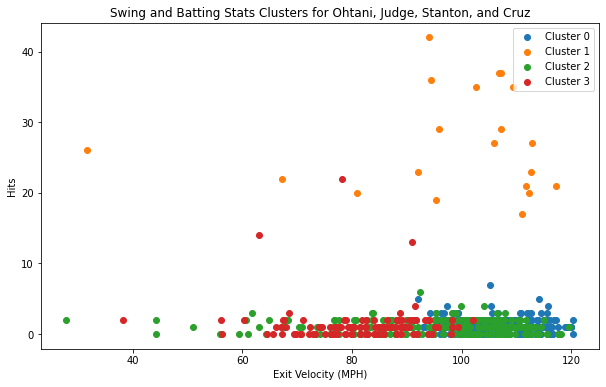 Swing and Batting Stats Clusters for Ohtani, Judge, Stanton, and Cruz
Cluster 0
Cluster 1
Cluster 2
Cluster 3
Hits
40
30
20
10
0
40
60
80
100
120
Exit Velocity (MPH)